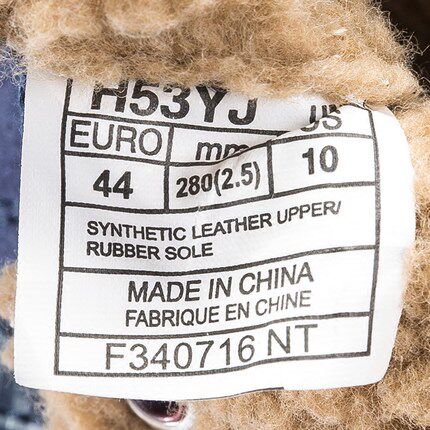 H53YJ
EURO mm US
44 280(2.5) 10
SYNTHETIC LEATHER UPPER/
RUBBER SOLE
MADE IN CHINA
FABRIQUE EN CHINE
F340716 NT